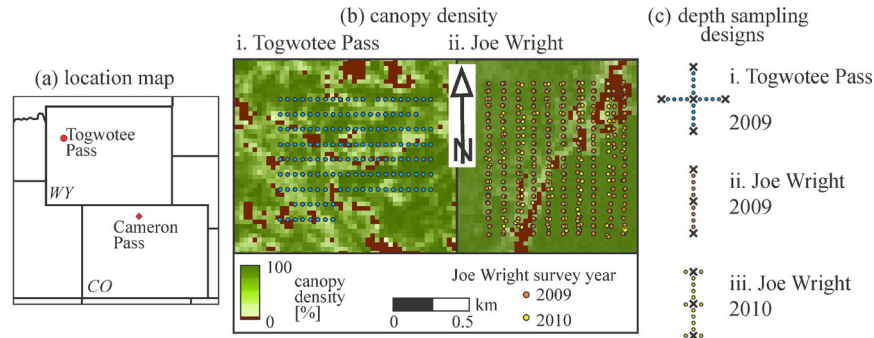 (a) location map
Togwotee
Pass
WY
Cameron
Pass
CO
(b) canopy density
i. Togwotee Pass
ii. Joe Wright
N
100
0
canopy
density
[%]
0
0.5
km
Joe Wright survey year
2009
2010
(c) depth sampling
designs
i. Togwotee Pass
2009
ii. Joe Wright
2009
iii. Joe Wright
2010